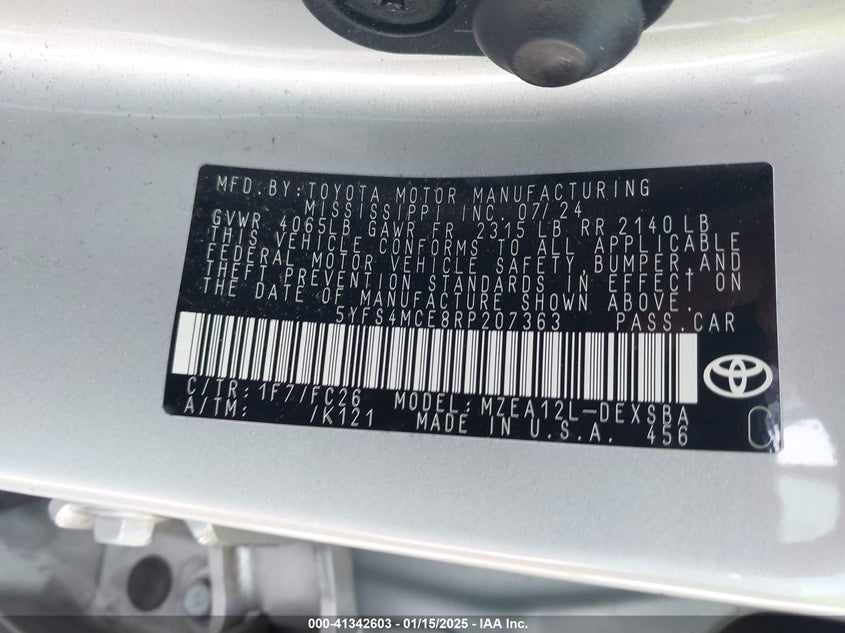 MFD.BY:TOYOTA MOTOR MANUFACTURING
MISSISSIPPI INC. 07/24
GVWR 4065LB GAWR FR 2315 LB RR 2140 LB
THIS VEHICLE CONFORMS TO ALL APPLICABLE
FEDERAL MOTOR VEHICLE SAFETY,BUMPER,AND
THEFT PREVENTION STANDARDS IN EFFECT ON
THE DATE OF MANUFACTURE SHOWN ABOVE.
5YFS4MCE8RP207363 PASS.CAR
C/TR: 1F7/FC26 MODEL:MZEA12L-DEXSBA
A/TM: /K121 MADE IN U.S.A. 456
C
000-41342603 - 01/15/2025 - IAA Inc.